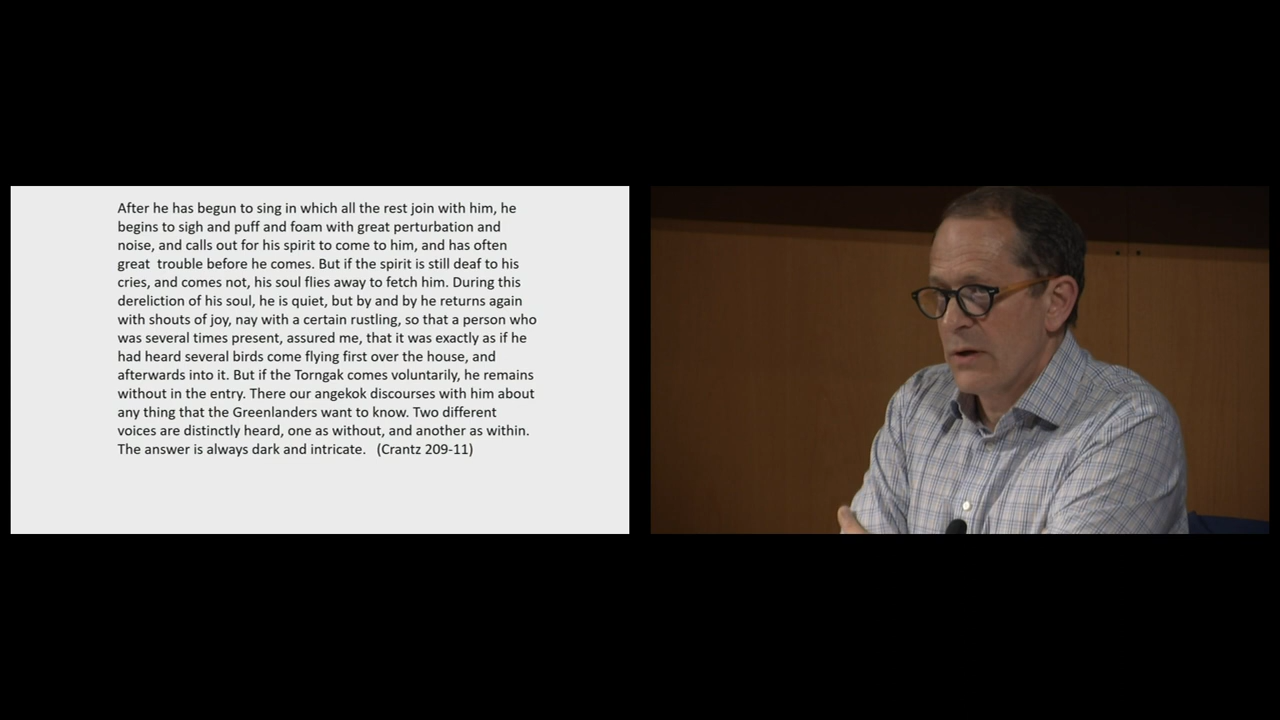 After he has begun to sing in which all the rest join with him, he
begins to sigh and puff and foam with great perturbation and
noise, and calls out for his spirit to come to him, and has often
great  trouble before he comes. But if the spirit is still deaf to his
cries, and comes not, his soul flies away to fetch him. During this
dereliction of his soul, he is quiet, but by and by he returns again
with shouts of joy, nay with a certain rustling, so that a person who
was several times present, assured me, that it was exactly as if he
had heard several birds come flying first over the house, and
afterwards into it. But if the Torngak comes voluntarily, he remains
without in the entry. There our angekok discourses with him about
any thing that the Greenlanders want to know. Two different
voices are distinctly heard, one as without, and another as within.
The answer is always dark and intricate.   (Crantz 209-11)